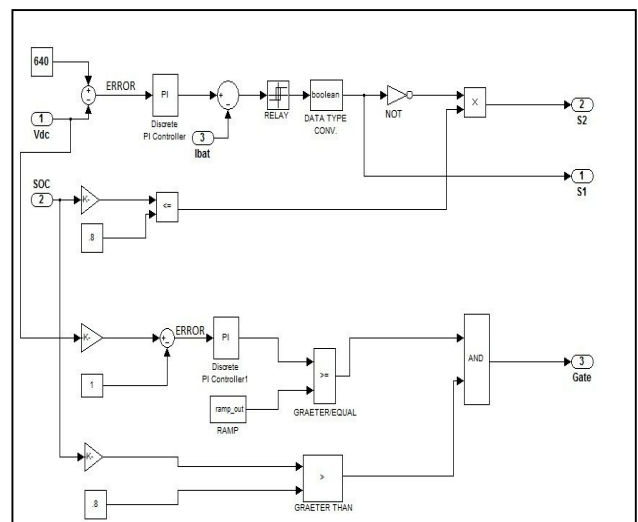 640
ERROR
PI
boolean
X
2
S2
1
Vdc
Discrete
PI Controller
RELAY
DATA TYPE
CONV.
NOT
3
Ibat
1
S1
SOC
2
K-
<=
.8
K-
ERROR
PI
1
Discrete
PI Controller1
>=
AND
3
Gate
ramp_out
RAMP
GRAETER/EQUAL
K-
>
.8
GRAETER THAN